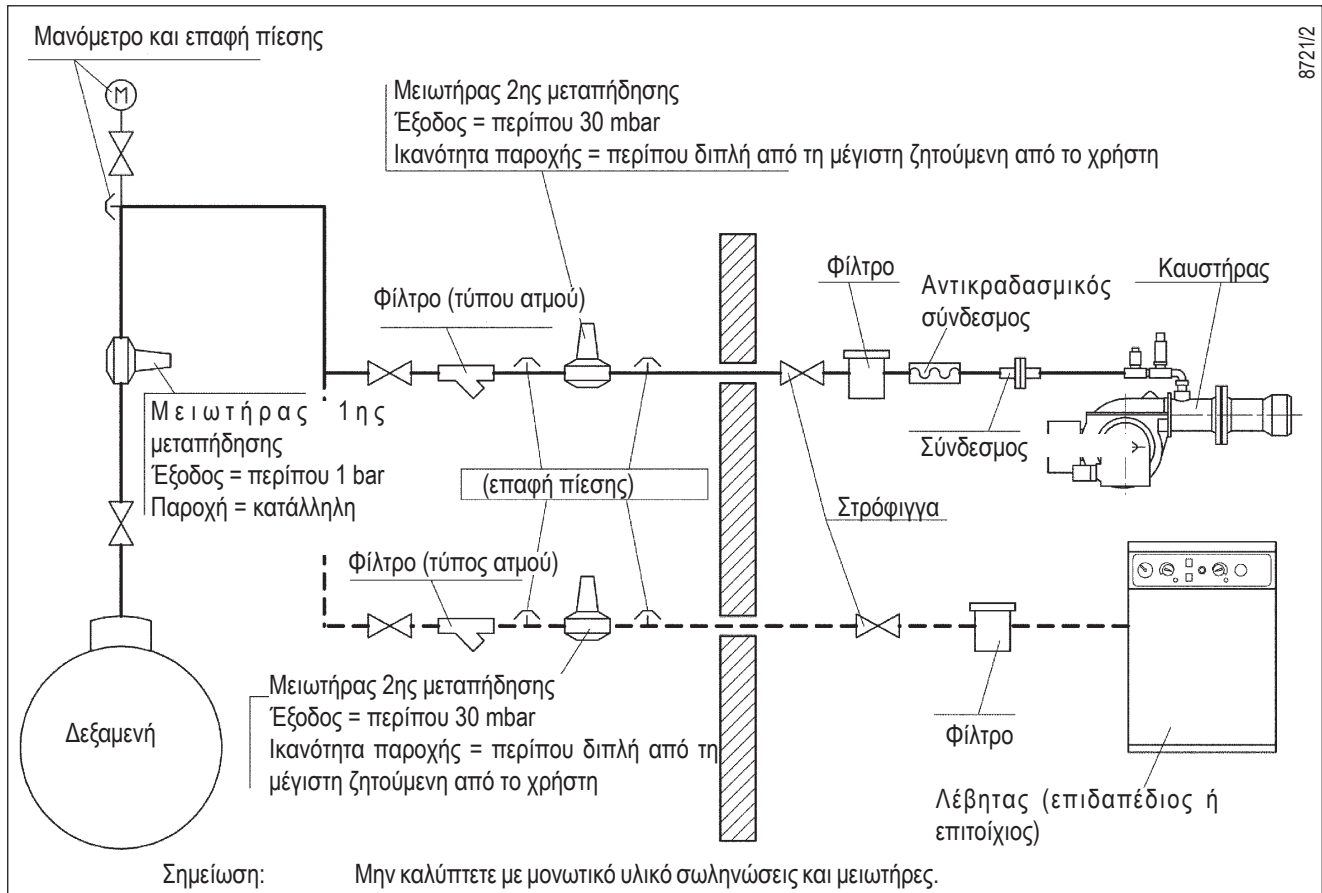 Μανόμετρο και επαφή πίεσης
8721/2
M
Μειωτήρας 2ης μεταπήδησης
Έξοδος = περίπου 30 mbar
Ικανότητα παροχής = περίπου διπλή από τη μέγιστη ζητούμενη από το χρήστη
Φίλτρο (τύπου ατμού)
Φίλτρο
Αντικραδασμικός
σύνδεσμος
Καυστήρας
Μειωτήρας 1ης
μεταπήδησης
Έξοδος = περίπου 1 bar
Παροχή = κατάλληλη
(επαφή πίεσης)
Σύνδεσμος
Στρόφιγγα
Φίλτρο (τύπος ατμού)
Δεξαμενή
Μειωτήρας 2ης μεταπήδησης
Έξοδος = περίπου 30 mbar
Ικανότητα παροχής = περίπου διπλή από τη
μέγιστη ζητούμενη από το χρήστη
Φίλτρο
Λέβητας (επιδαπέδιος ή
επιτοίχιος)
Σημείωση: Μην καλύπτετε με μονωτικό υλικό σωληνώσεις και μειωτήρες.